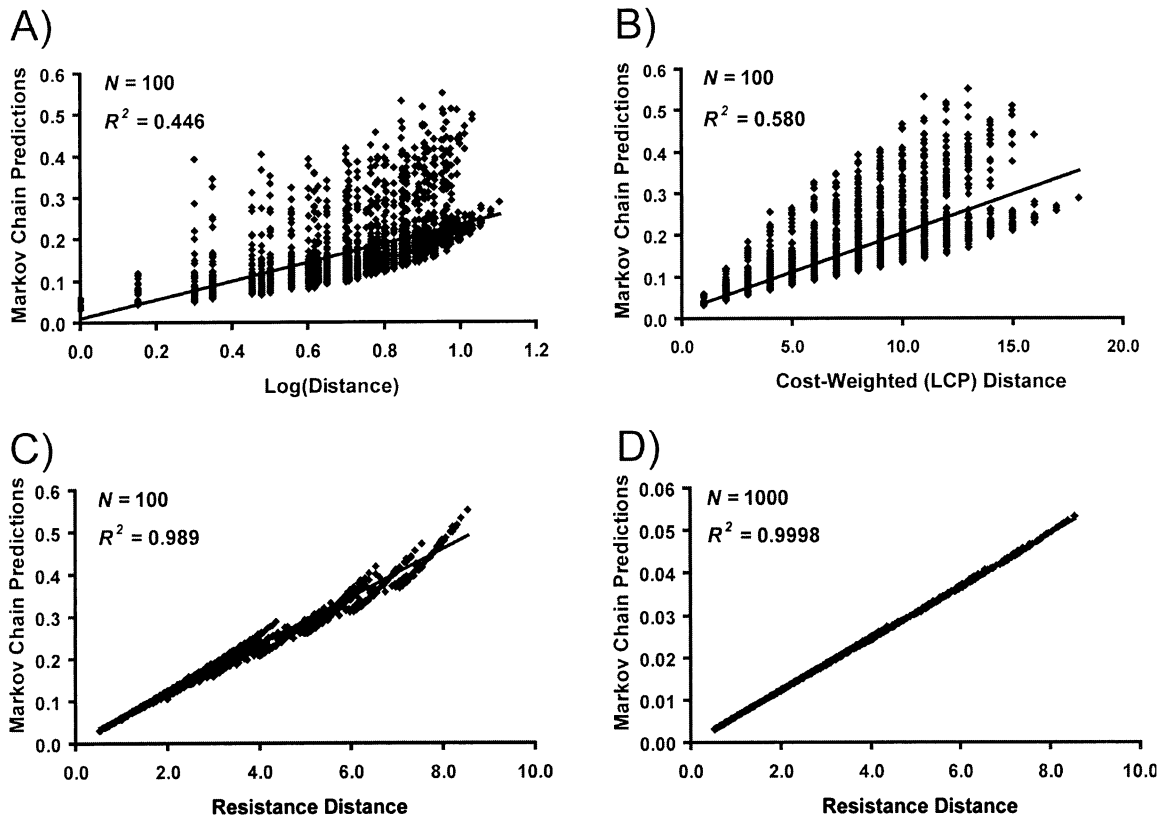 A)
Markov Chain Predictions
0.6
0.5
0.4
0.3
0.2
0.1
0.0
N = 100
R² = 0.446
0.0 0.2 0.4 0.6 0.8 1.0 1.2
Log(Distance)
B)
Markov Chain Predictions
0.6
0.5
0.4
0.3
0.2
0.1
0.0
N = 100
R² = 0.580
0.0 5.0 10.0 15.0 20.0
Cost-Weighted (LCP) Distance
C)
Markov Chain Predictions
0.6
0.5
0.4
0.3
0.2
0.1
0.0
N = 100
R² = 0.989
0.0 2.0 4.0 6.0 8.0 10.0
Resistance Distance
D)
Markov Chain Predictions
0.06
0.05
0.04
0.03
0.02
0.01
0.00
N = 1000
R² = 0.9998
0.0 2.0 4.0 6.0 8.0 10.0
Resistance Distance